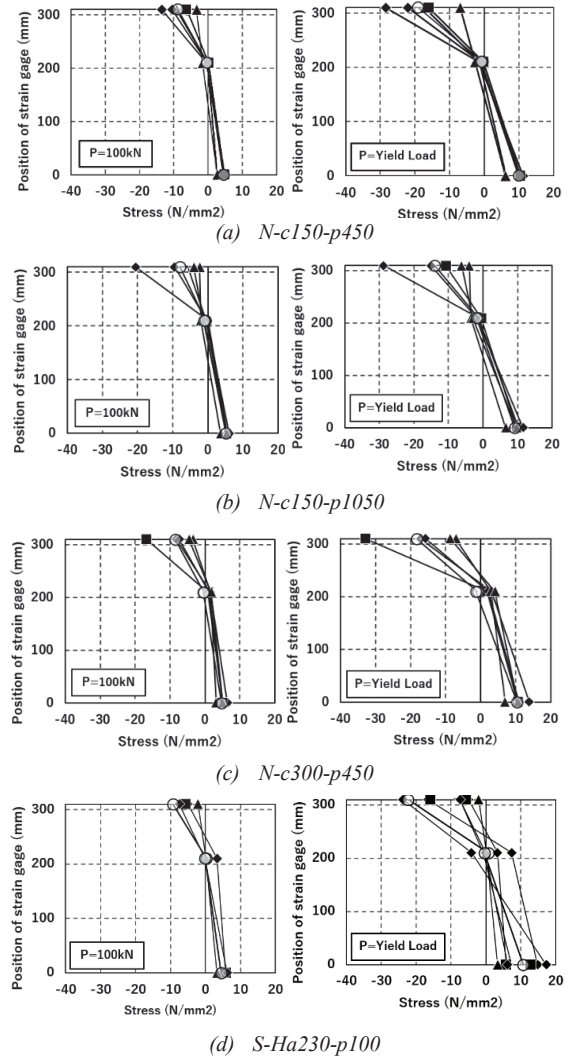 Position of strain gage (mm)
300
200
100
0
-40 -30 -20 -10 0 10 20
P=100kN
Stress (N/mm2)
Position of strain gage (mm)
300
200
100
0
-40 -30 -20 -10 0 10 20
P=Yield Load
Stress (N/mm2)
(a) N-c150-p450
Position of strain gage (mm)
300
200
100
0
-40 -30 -20 -10 0 10 20
P=100kN
Stress (N/mm2)
Position of strain gage (mm)
300
200
100
0
-40 -30 -20 -10 0 10 20
P=Yield Load
Stress (N/mm2)
(b) N-c150-p1050
Position of strain gage (mm)
300
200
100
0
-40 -30 -20 -10 0 10 20
P=100kN
Stress (N/mm2)
Position of strain gage (mm)
300
200
100
0
-40 -30 -20 -10 0 10 20
P=Yield Load
Stress (N/mm2)
(c) N-c300-p450
Position of strain gage (mm)
300
200
100
0
-40 -30 -20 -10 0 10 20
P=100kN
Stress (N/mm2)
Position of strain gage (mm)
300
200
100
0
-40 -30 -20 -10 0 10 20
P=Yield Load
Stress (N/mm2)
(d) S-Ha230-p100